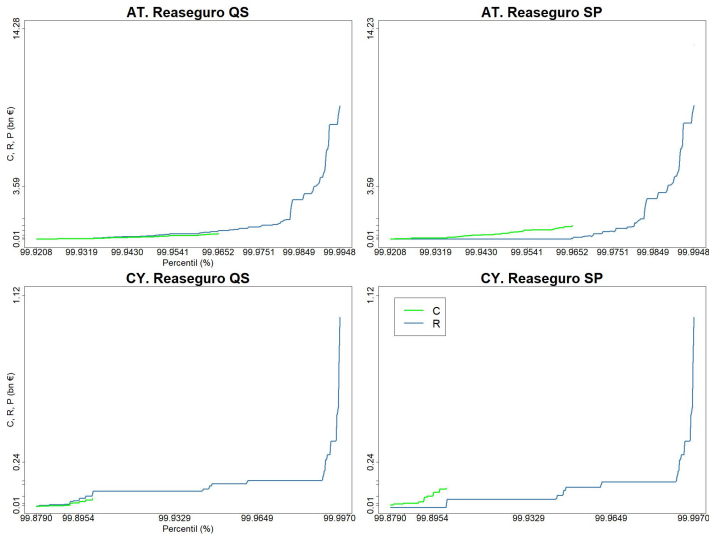 AT. Reaseguro QS
14.28
3.59
0.01
C, R, P (bn €)
99.9208 99.9319 99.9430 99.9541 99.9652 99.9751 99.9849 99.9948
Percentil (%)
AT. Reaseguro SP
14.23
3.59
0.01
99.9208 99.9319 99.9430 99.9541 99.9652 99.9751 99.9849 99.9948
CY. Reaseguro QS
1.12
0.24
0.01
C, R, P (bn €)
99.8790 99.8954 99.9329 99.9649 99.9970
Percentil (%)
CY. Reaseguro SP
C
R
1.12
0.24
0.01
99.8790 99.8954 99.9329 99.9649 99.9970